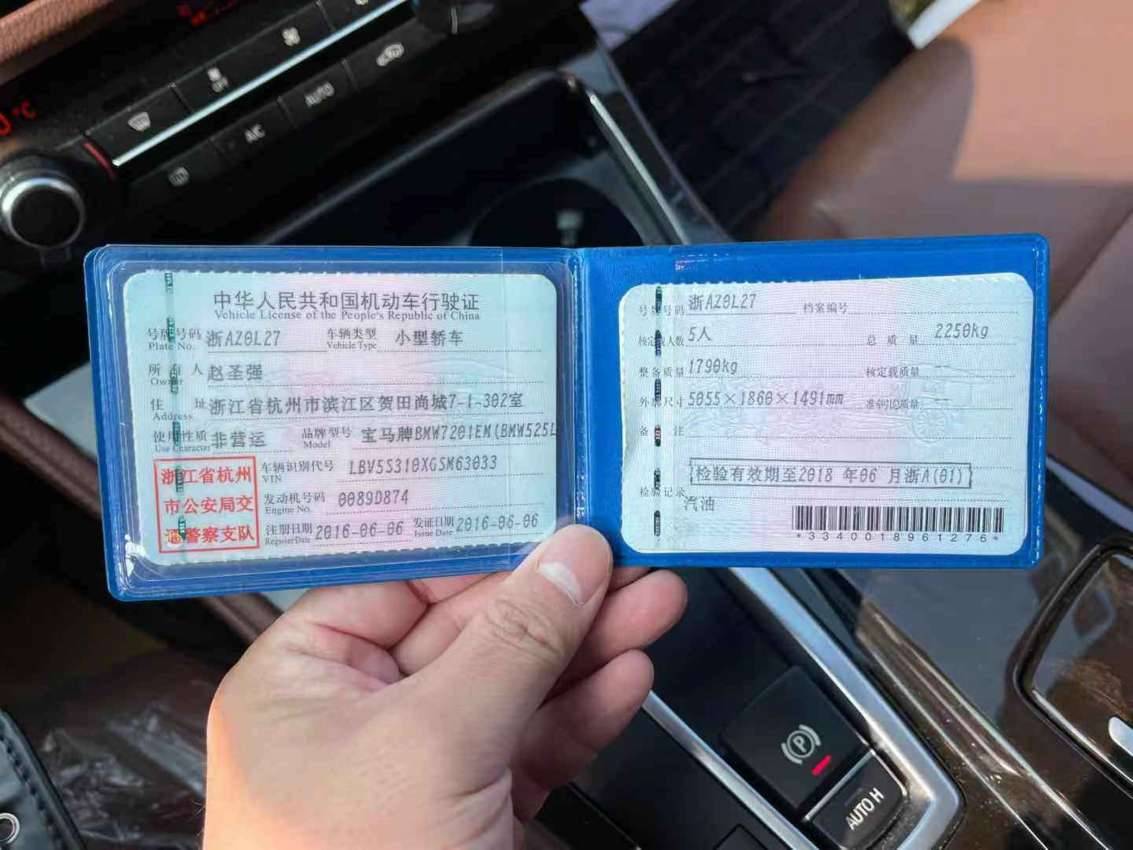 AUTO
A/C
中华人民共和国机动车行驶证
Vehicle License of the People's Republic of China
号牌号码 浙AZ0L27 车辆类型 小型轿车
Plate No. Vehicle Type
所有人 赵圣强
Owner
住址 浙江省杭州市滨江区贺田尚城7-1-302室
Address
使用性质 非营运 品牌型号 宝马牌BMW7201EM(BMW525L
Use Character Model
浙江省杭州
市公安局交
通警察支队
车辆识别代号 LBV5S310XGSM63033
VIN
发动机号码 0089D874
Engine No.
注册日期 2016-06-06 发证日期 2016-06-06
Register Date Issue Date
号牌号码 浙AZ0L27 档案编号
核定载人数 5人 总质量 2250kg
整备质量 1790kg 核定载质量 --
外廓尺寸 5055×1860×1491mm 准牵引总质量 --
备注
检验有效期至2018 年06 月浙A(01)
检验记录
汽油
*3340018961276*
P
AUTO H